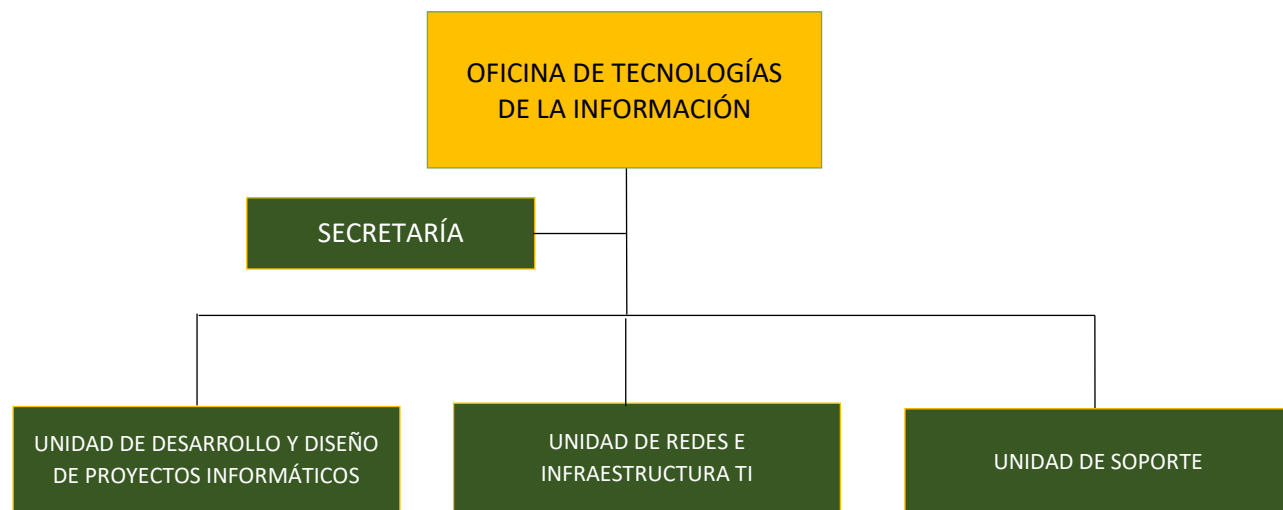 OFICINA DE TECNOLOGÍAS
DE LA INFORMACIÓN
SECRETARÍA
UNIDAD DE DESARROLLO Y DISEÑO
DE PROYECTOS INFORMÁTICOS
UNIDAD DE REDES E
INFRAESTRUCTURA TI
UNIDAD DE SOPORTE